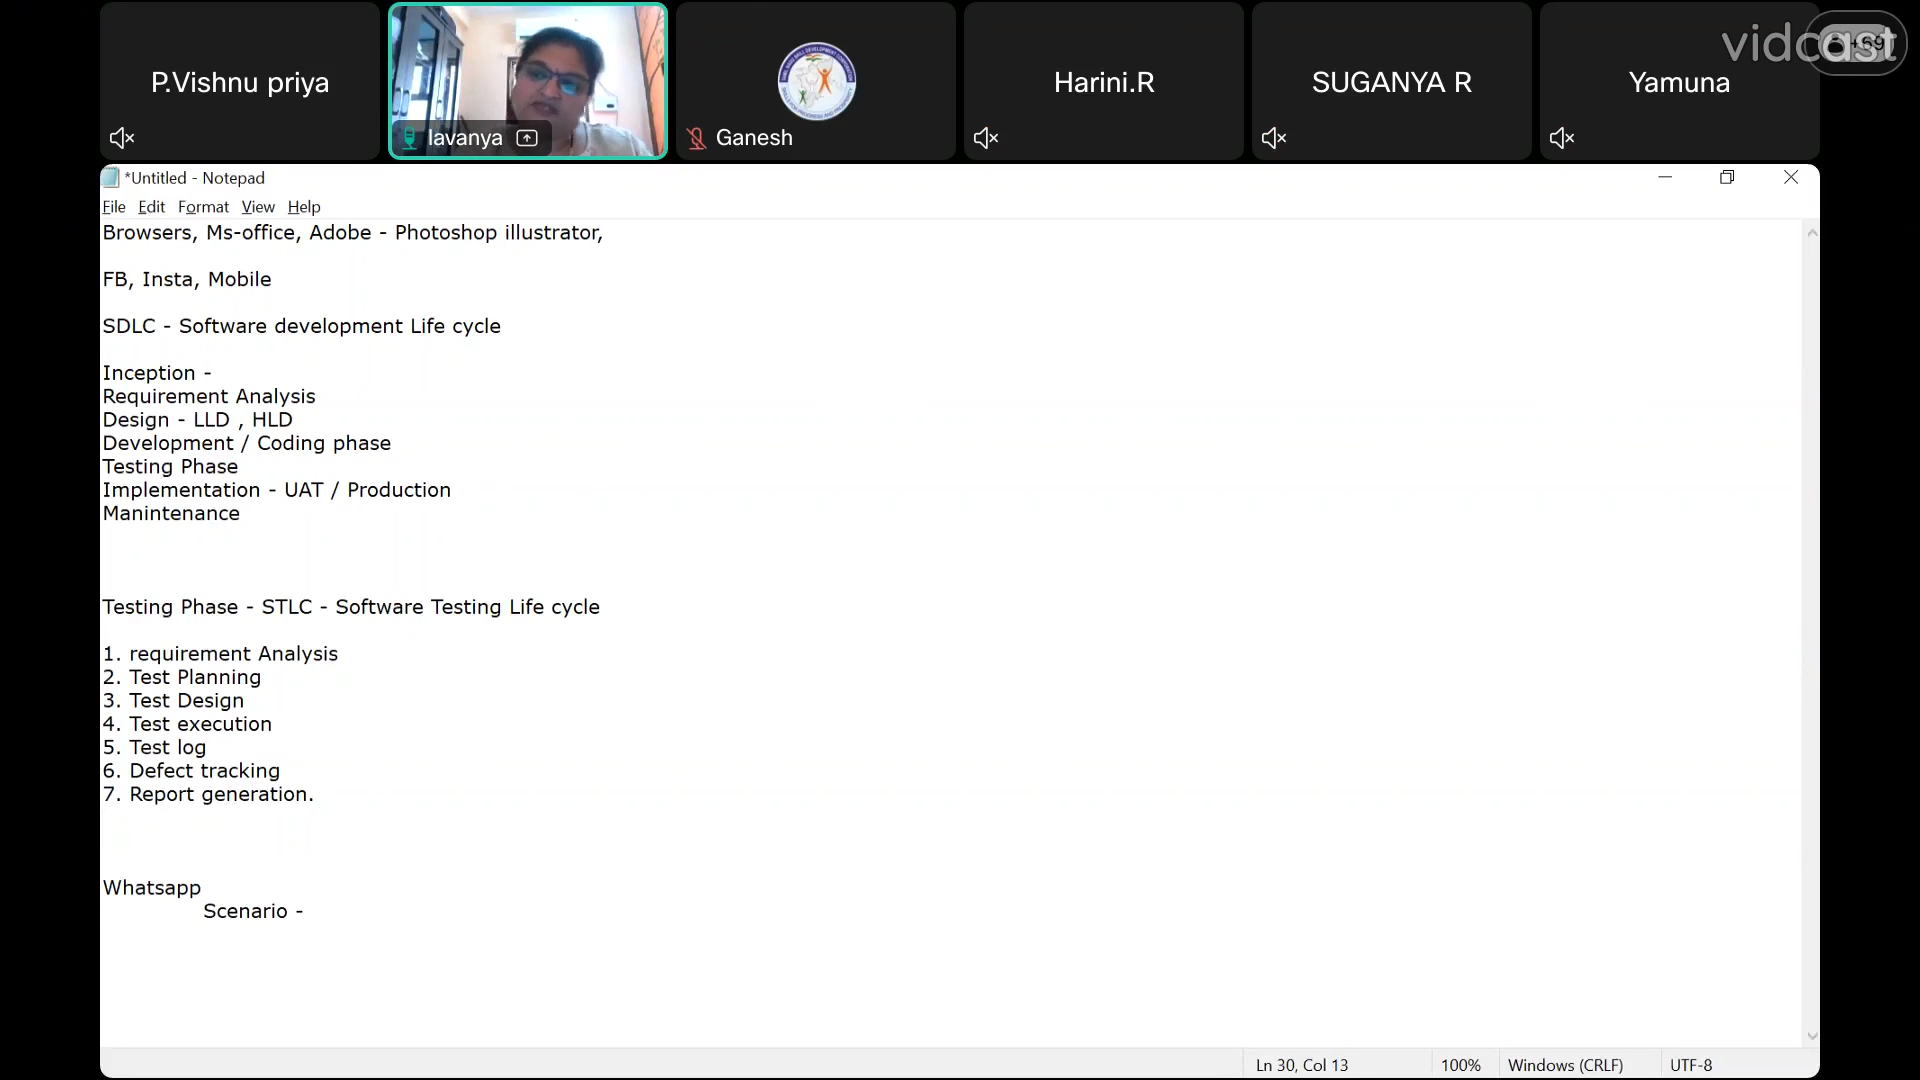 P.Vishnu priya
lavanya
Ganesh
Harini.R
SUGANYA R
Yamuna
vidcast
*Untitled - Notepad
File Edit Format View Help
Browsers, Ms-office, Adobe - Photoshop illustrator,
FB, Insta, Mobile
SDLC - Software development Life cycle
Inception -
Requirement Analysis
Design - LLD , HLD
Development / Coding phase
Testing Phase
Implementation - UAT / Production
Manintenance
Testing Phase - STLC - Software Testing Life cycle
1. requirement Analysis
2. Test Planning
3. Test Design
4. Test execution
5. Test log
6. Defect tracking
7. Report generation.
Whatsapp
Scenario -
Ln 30, Col 13
100%
Windows (CRLF)
UTF-8